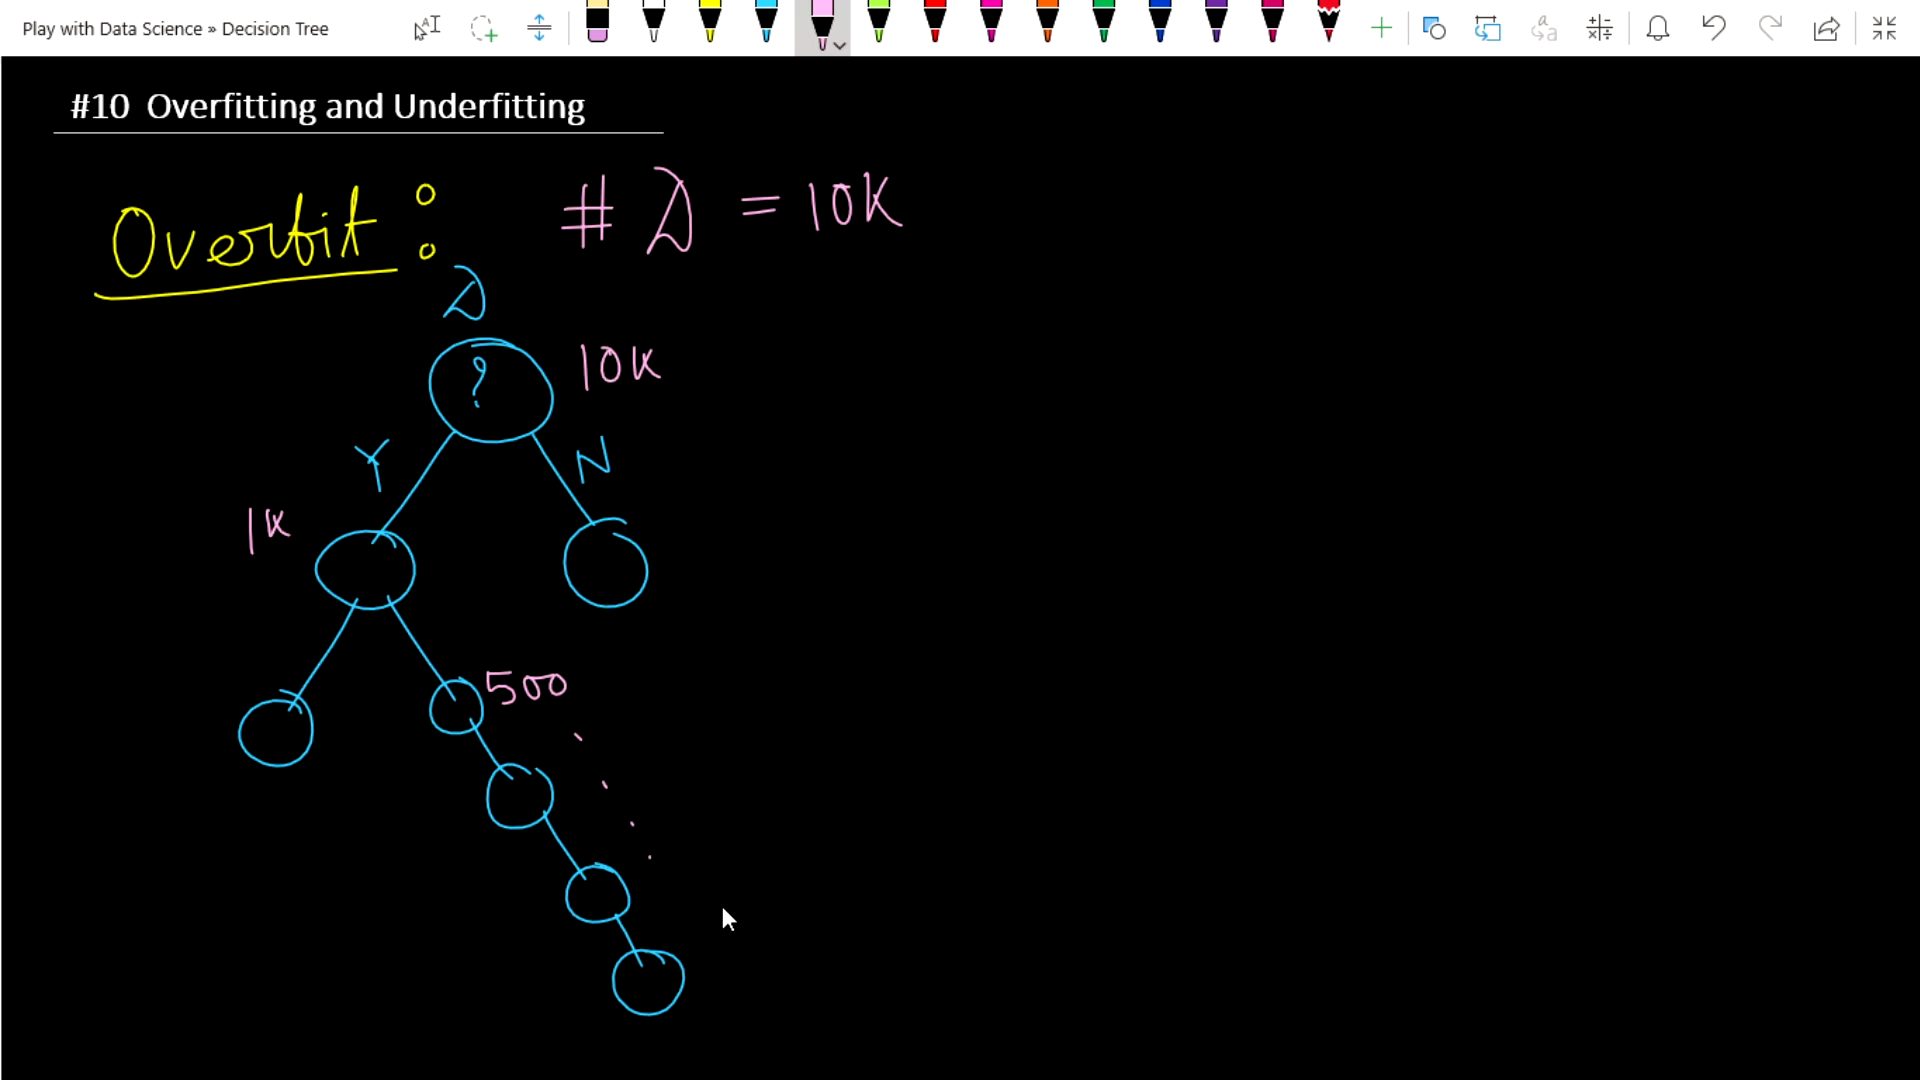 Play with Data Science » Decision Tree
#10 Overfitting and Underfitting
Overfit :
# D = 10K
D
? 10K
Y N
1K
500